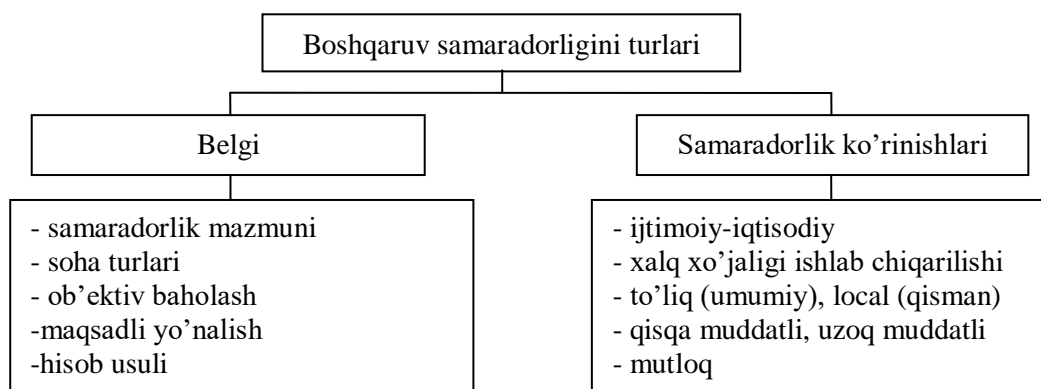 Boshqaruv samaradorligini turlari
Belgi
Samaradorlik ko’rinishlari
- samaradorlik mazmuni
- soha turlari
- ob’ektiv baholash
-maqsadli yo’nalish
-hisob usuli
- ijtimoiy-iqtisodiy
- xalq xo’jaligi ishlab chiqarilishi
- to’liq (umumiy), local (qisman)
- qisqa muddatli, uzoq muddatli
- mutloq